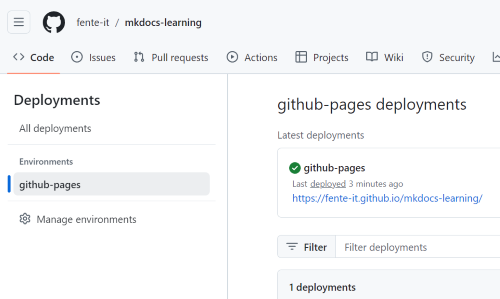 fente-it / mkdocs-learning
Code Issues Pull requests Actions Projects Wiki Security
Deployments
All deployments
Environments
github-pages
Manage environments
github-pages deployments
Latest deployments
github-pages
Last deployed 3 minutes ago
https://fente-it.github.io/mkdocs-learning/
Filter Filter deployments
1 deployments